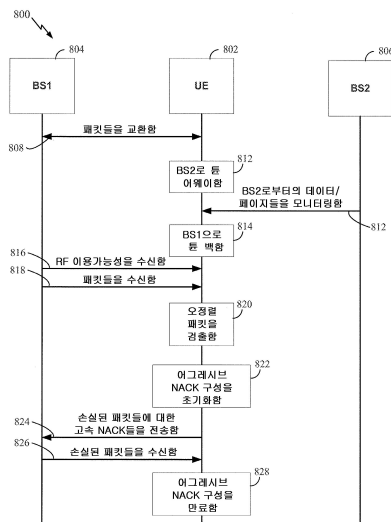 800
804
802
806
BS1
UE
BS2
패킷들을 교환함
808
812
BS2로 튠
어웨이함
BS2로부터의 데이터/
페이지들을 모니터링함
812
BS1으로
튠 백함
814
816
RF 이용가능성을 수신함
818
패킷들을 수신함
오정렬
패킷을
검출함
820
어그레시브
NACK 구성을
초기화함
822
824
손실된 패킷들에 대한
고속 NACK들을 전송함
826
손실된 패킷들을 수신함
어그레시브
NACK 구성을
만료함
828